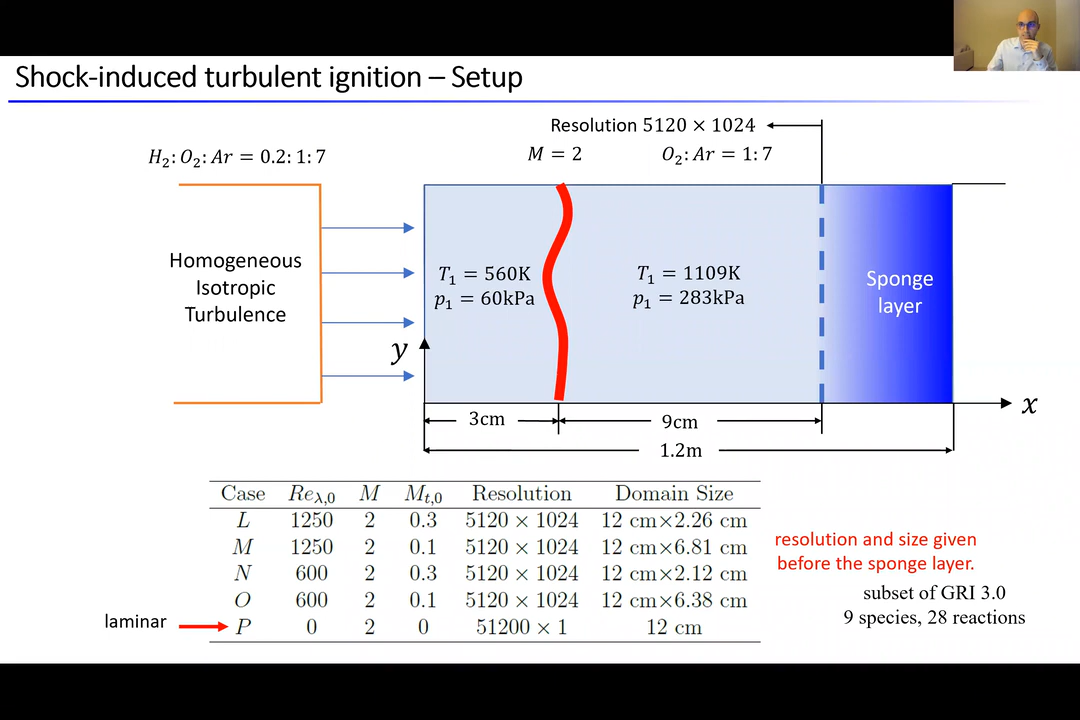 Shock-induced turbulent ignition – Setup
Resolution 5120 × 1024
H₂: O₂: Ar = 0.2: 1: 7
M = 2
O₂: Ar = 1: 7
Homogeneous
Isotropic
Turbulence
T₁ = 560K
p₁ = 60kPa
T₁ = 1109K
p₁ = 283kPa
Sponge
layer
y
x
3cm
9cm
1.2m
Case Re_{λ,0} M M_{t,0} Resolution Domain Size
L 1250 2 0.3 5120 × 1024 12 cm×2.26 cm
M 1250 2 0.1 5120 × 1024 12 cm×6.81 cm
N 600 2 0.3 5120 × 1024 12 cm×2.12 cm
O 600 2 0.1 5120 × 1024 12 cm×6.38 cm
laminar P 0 2 0 51200 × 1 12 cm
resolution and size given
before the sponge layer.
subset of GRI 3.0
9 species, 28 reactions